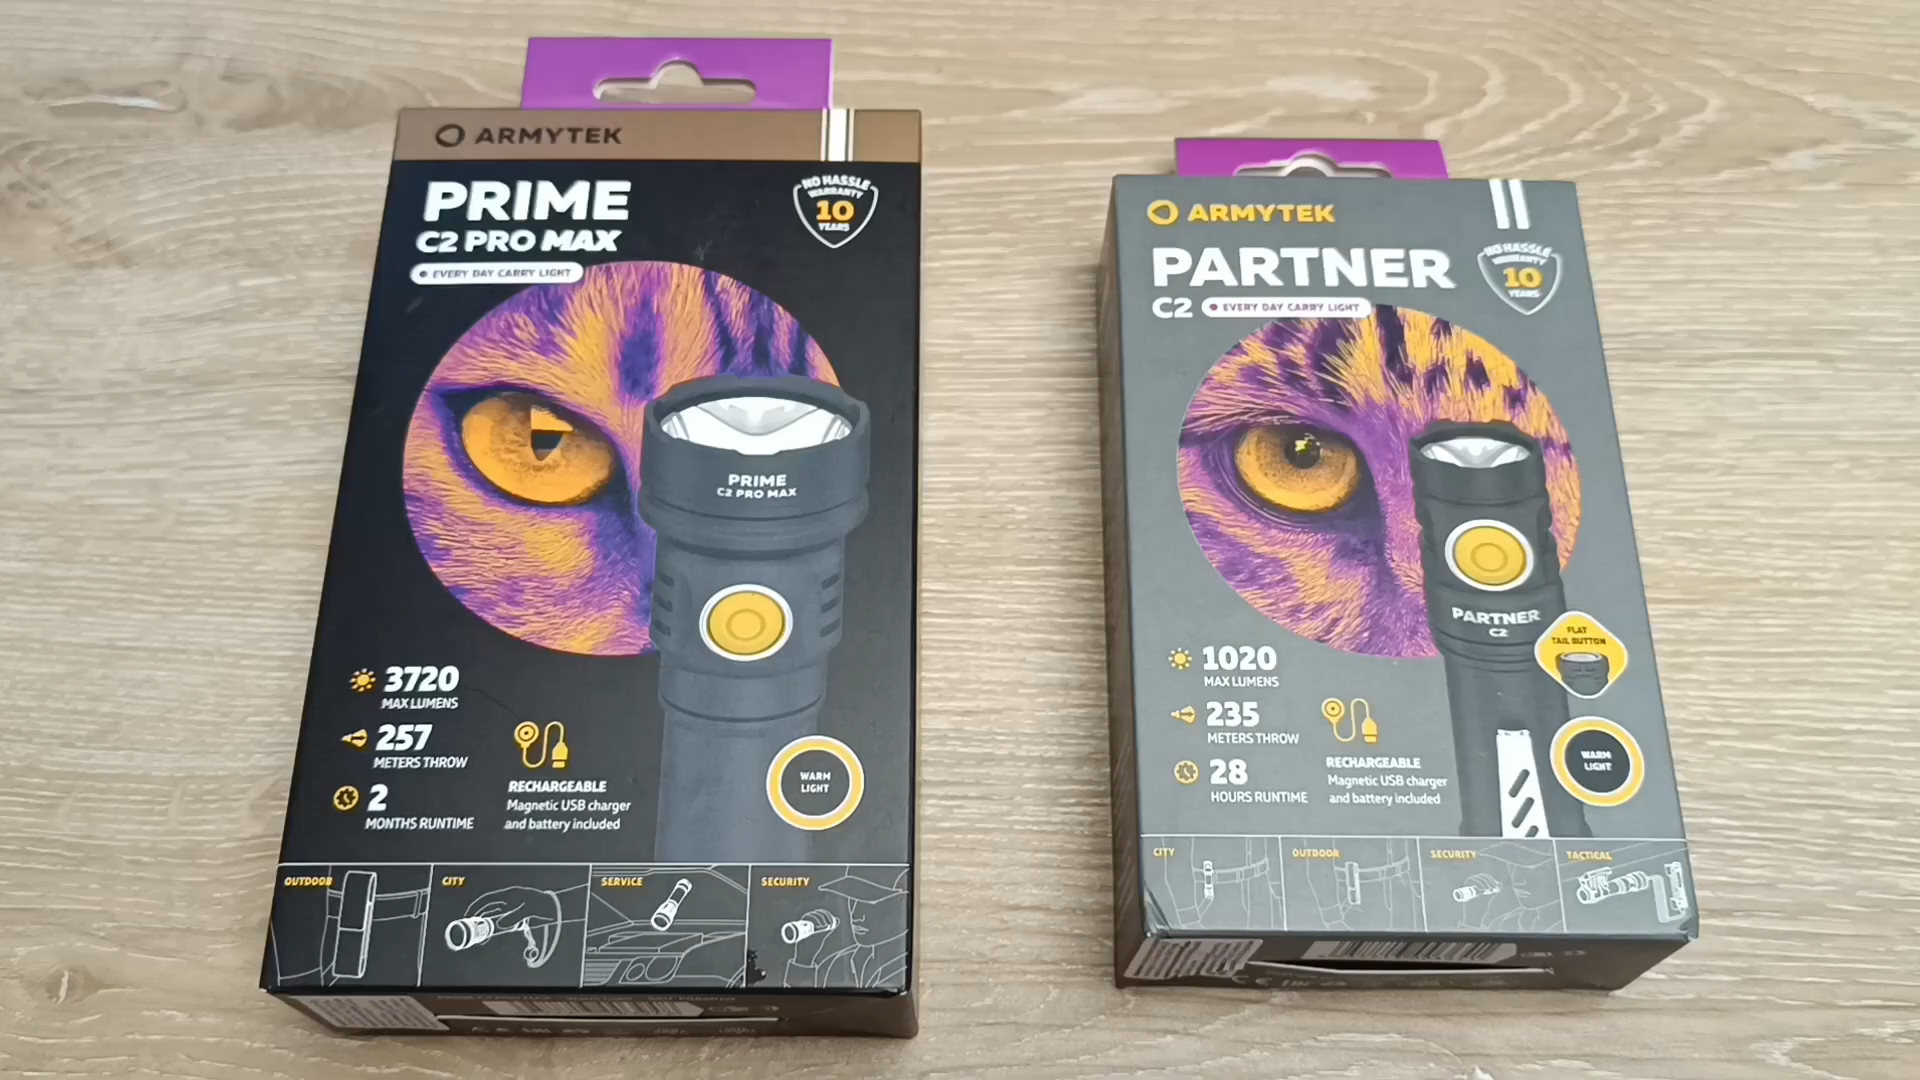 ARMYTEK
PRIME
C2 PRO MAX
EVERY DAY CARRY LIGHT
NO HASSLE
WARRANTY
10
YEARS
PRIME
C2 PRO MAX
3720
MAX LUMENS
257
METERS THROW
2
MONTHS RUNTIME
RECHARGEABLE
Magnetic USB charger
and battery included
WARM
LIGHT
OUTDOOR
CITY
SERVICE
SECURITY
ARMYTEK
PARTNER
C2
EVERY DAY CARRY LIGHT
NO HASSLE
WARRANTY
10
YEARS
PARTNER
C2
FLAT
TAIL BUTTON
1020
MAX LUMENS
235
METERS THROW
28
HOURS RUNTIME
RECHARGEABLE
Magnetic USB charger
and battery included
WARM
LIGHT
CITY
OUTDOOR
SECURITY
TACTICAL